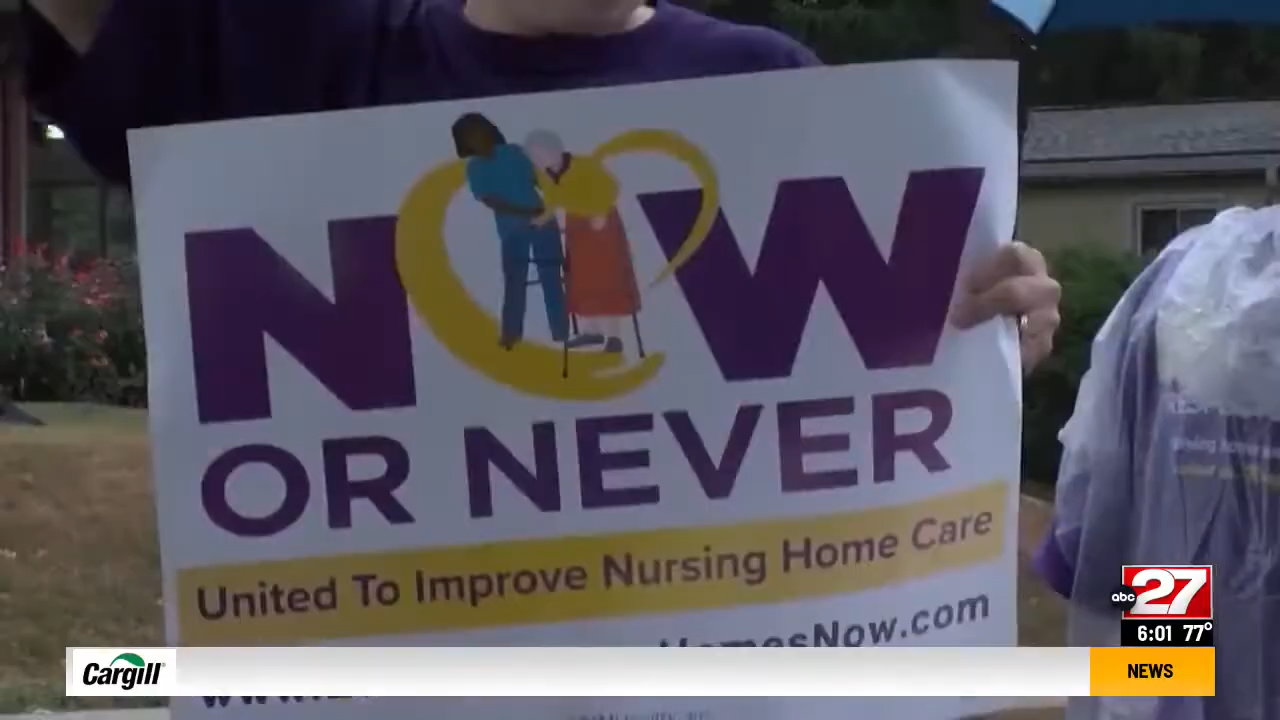 NOW
OR NEVER
United To Improve Nursing Home Care
HomesNow.com
abc 27
6:01 77°
Cargill
NEWS